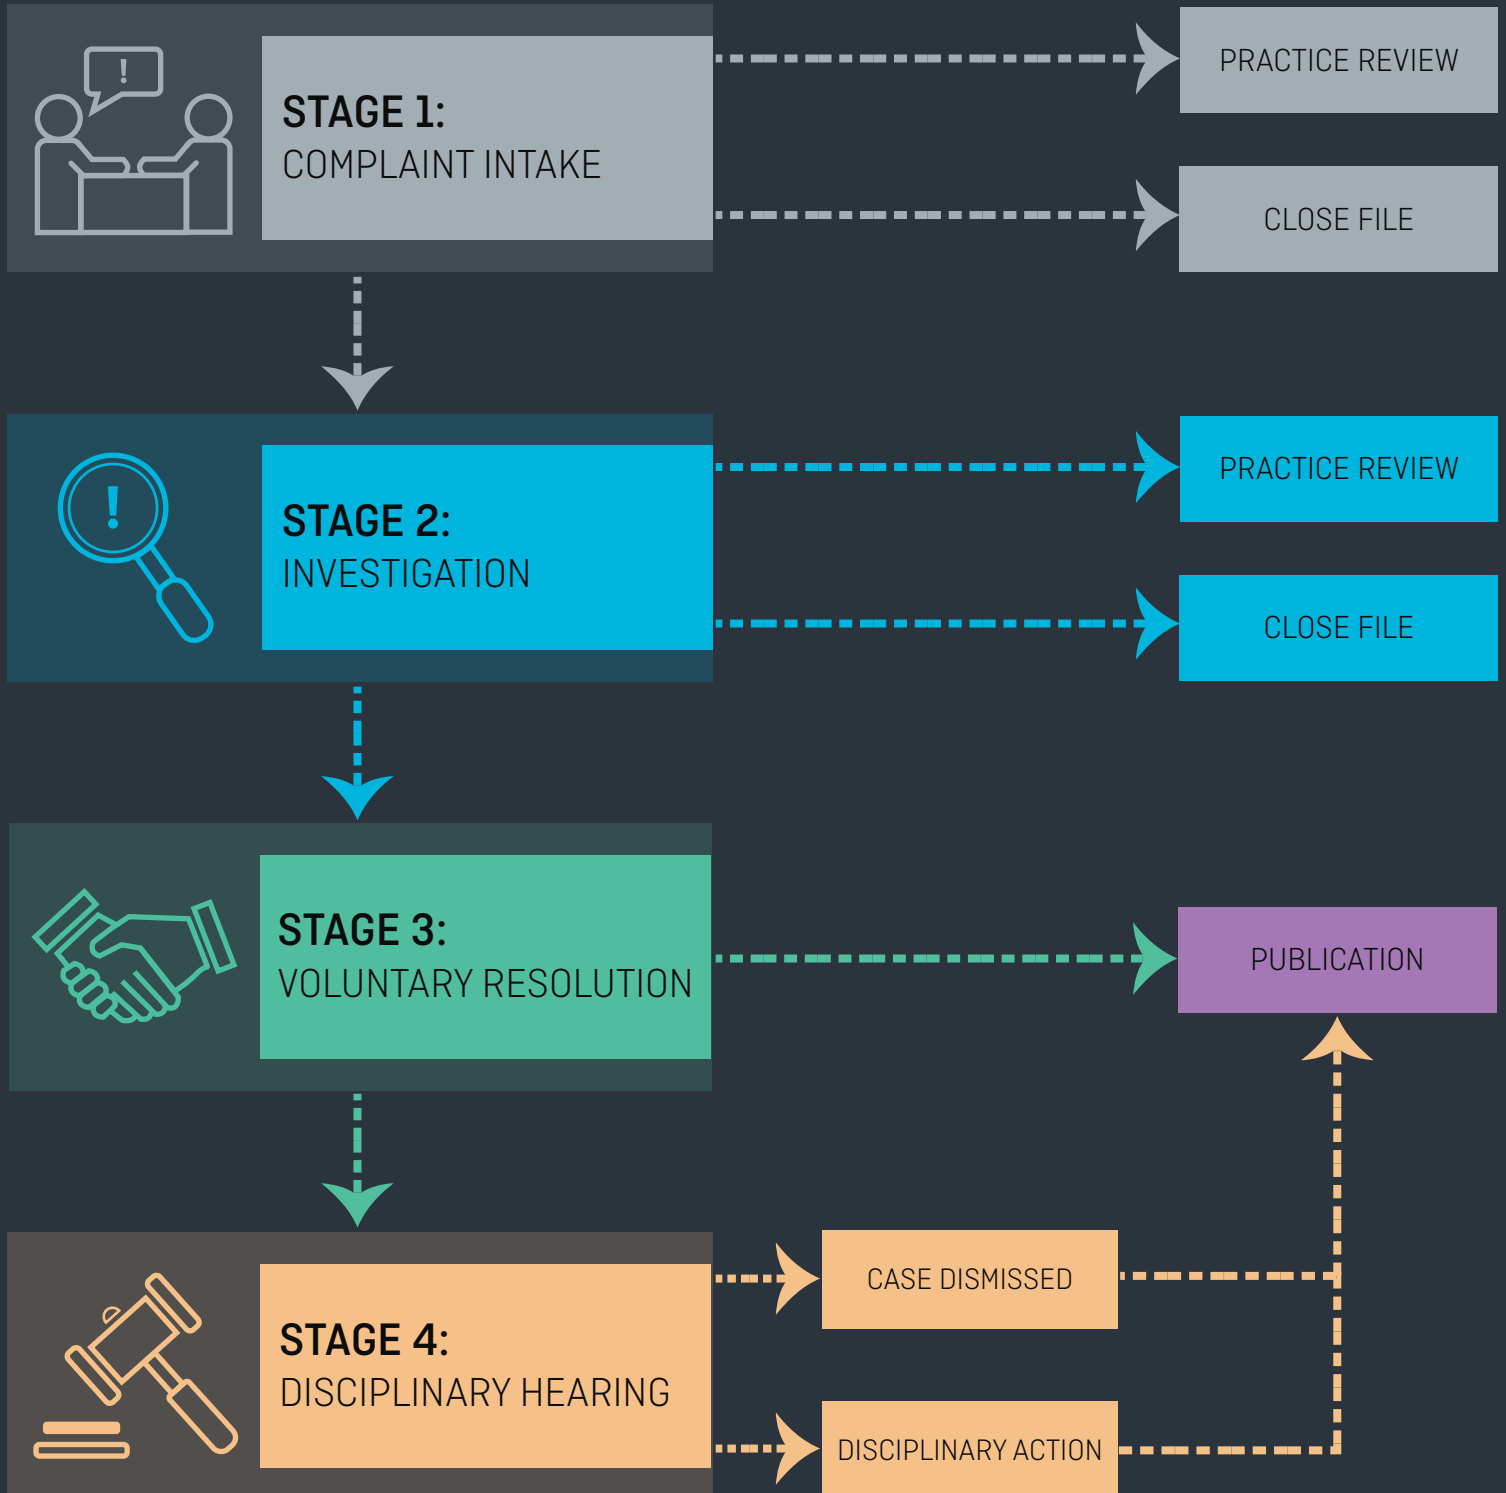 !
STAGE 1:
COMPLAINT INTAKE
PRACTICE REVIEW
CLOSE FILE
!
STAGE 2:
INVESTIGATION
PRACTICE REVIEW
CLOSE FILE
STAGE 3:
VOLUNTARY RESOLUTION
PUBLICATION
STAGE 4:
DISCIPLINARY HEARING
CASE DISMISSED
DISCIPLINARY ACTION